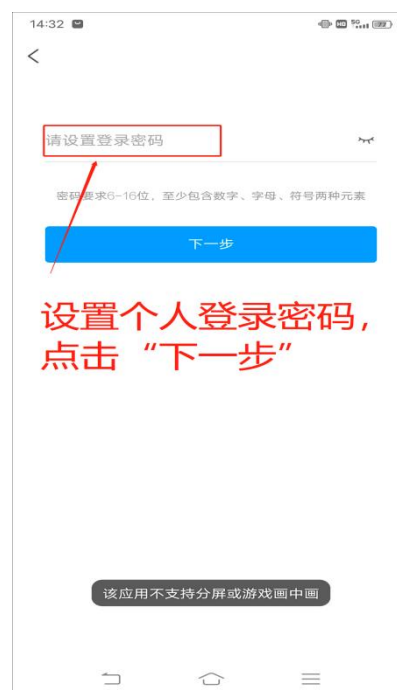 14:32
HD 5G
请设置登录密码
密码要求6-16位，至少包含数字、字母、符号两种元素
下一步
设置个人登录密码，
点击“下一步”
该应用不支持分屏或游戏画中画